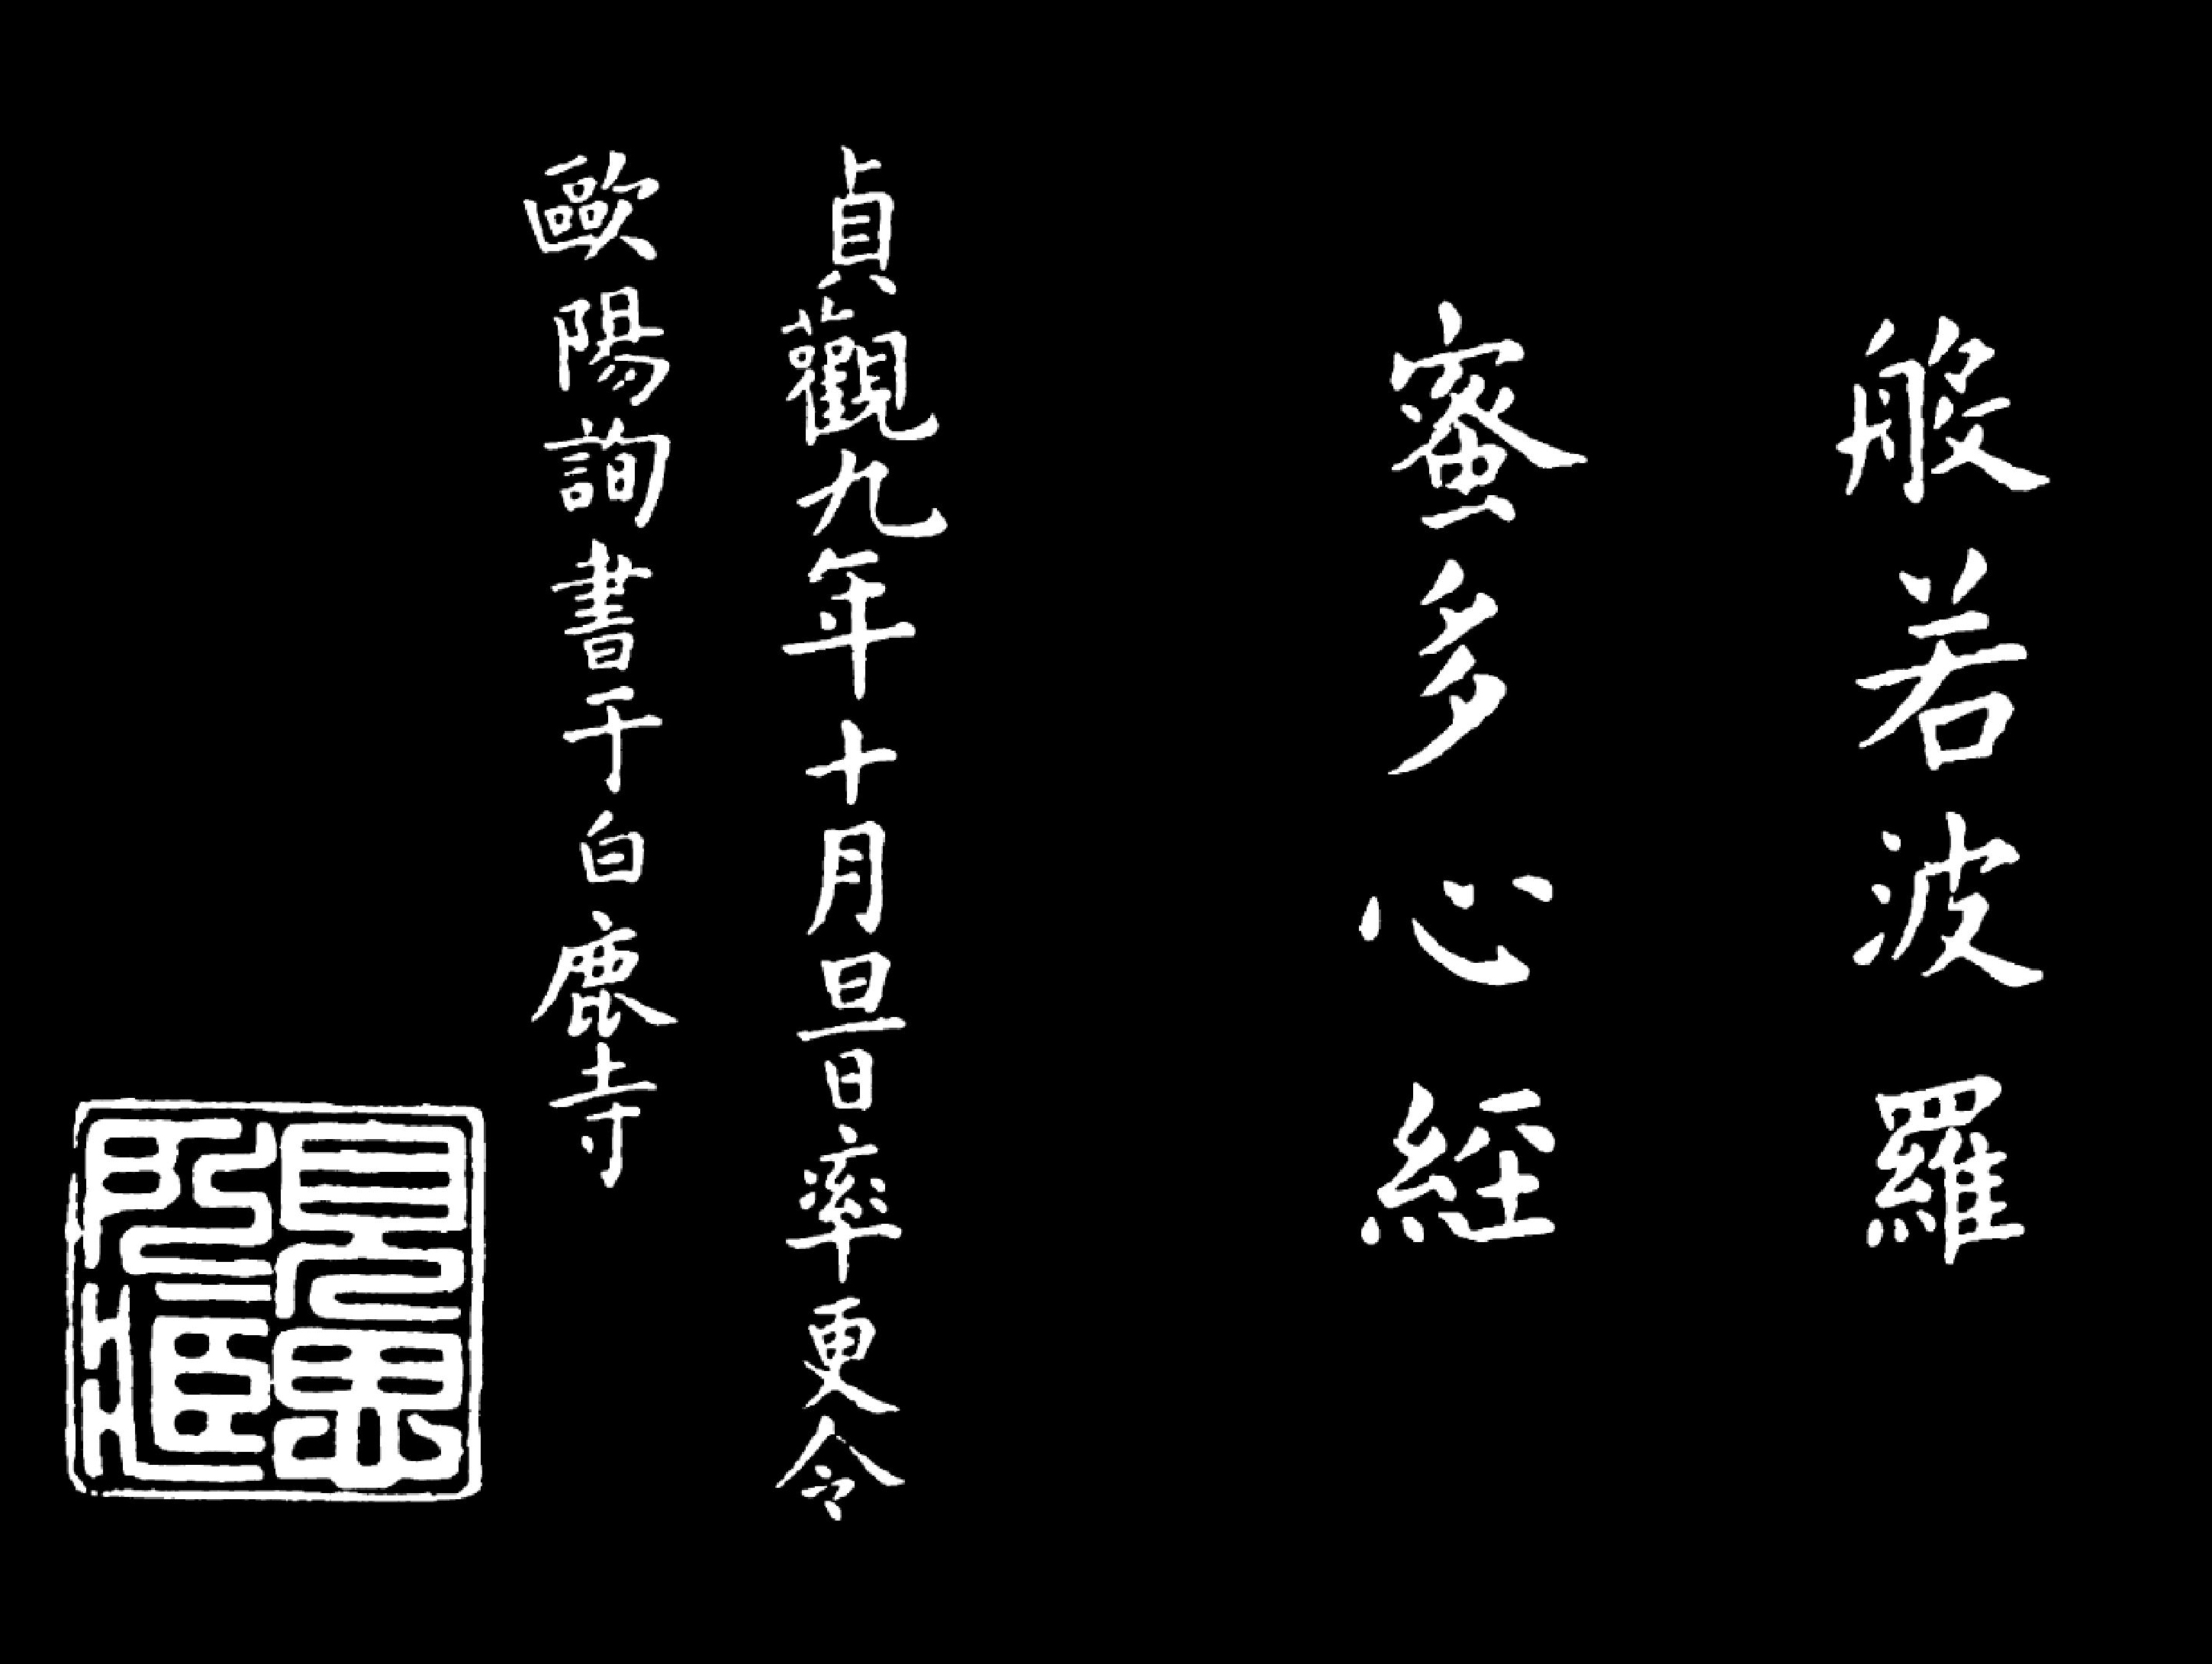 般若波羅
蜜多心経
貞觀九年十月旦日率更令
歐陽詢書于白鹿寺